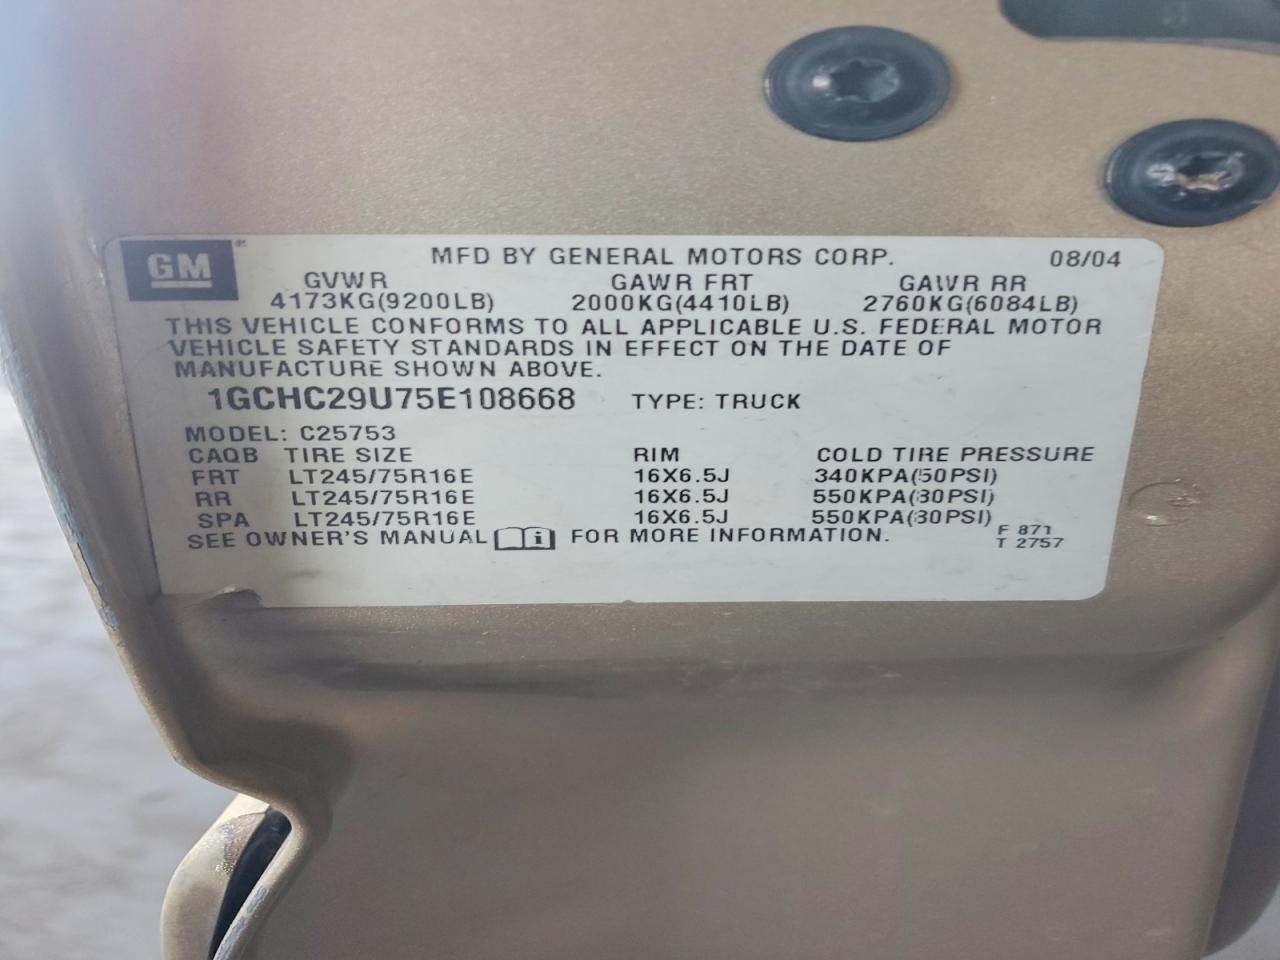 GM
MFD BY GENERAL MOTORS CORP. 08/04
GVWR GAWR FRT GAWR RR
4173KG(9200LB) 2000KG(4410LB) 2760KG(6084LB)
THIS VEHICLE CONFORMS TO ALL APPLICABLE U.S. FEDERAL MOTOR
VEHICLE SAFETY STANDARDS IN EFFECT ON THE DATE OF
MANUFACTURE SHOWN ABOVE.
1GCHC29U75E108668 TYPE: TRUCK
MODEL: C25753
CAQB TIRE SIZE RIM COLD TIRE PRESSURE
FRT LT245/75R16E 16X6.5J 340KPA(50PSI)
RR LT245/75R16E 16X6.5J 550KPA(80PSI)
SPA LT245/75R16E 16X6.5J 550KPA(80PSI)
SEE OWNER'S MANUAL i FOR MORE INFORMATION.
F 871
T 2757